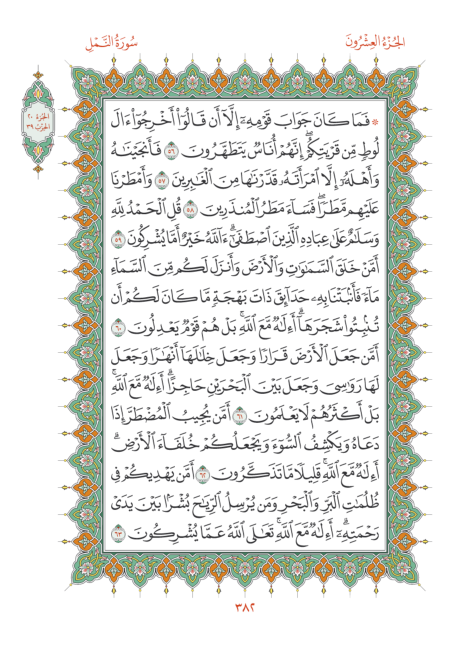 الجُزْءُ العِشْرُونَ
سُورَةُ النَّمْلِ
الجزء ٢٠
الحزب ٣٩
۞ فَمَا كَانَ جَوَابَ قَوْمِهِۦٓ إِلَّآ أَن قَالُوٓا۟ أَخْرِجُوٓا۟ ءَالَ
لُوطٍ مِّن قَرْيَتِكُمْ ۖ إِنَّهُمْ أُنَاسٌ يَتَطَهَّرُونَ ٥٦ فَأَنجَيْنَٰهُ
وَأَهْلَهُۥٓ إِلَّا ٱمْرَأَتَهُۥ قَدَّرْنَٰهَا مِنَ ٱلْغَٰبِرِينَ ٥٧ وَأَمْطَرْنَا
عَلَيْهِم مَّطَرًا ۖ فَسَآءَ مَطَرُ ٱلْمُنذَرِينَ ٥٨ قُلِ ٱلْحَمْدُ لِلَّهِ
وَسَلَٰمٌ عَلَىٰ عِبَادِهِ ٱلَّذِينَ ٱصْطَفَىٰٓ ۗ ءَآللَّهُ خَيْرٌ أَمَّا يُشْرِكُونَ ٥٩
أَمَّنْ خَلَقَ ٱلسَّمَٰوَٰتِ وَٱلْأَرْضَ وَأَنزَلَ لَكُم مِّنَ ٱلسَّمَآءِ
مَآءً فَأَنۢبَتْنَا بِهِۦ حَدَآئِقَ ذَاتَ بَهْجَةٍ مَّا كَانَ لَكُمْ أَن
تُنۢبِتُوا۟ شَجَرَهَآ ۗ أَءِلَٰهٌ مَّعَ ٱللَّهِ ۚ بَلْ هُمْ قَوْمٌ يَعْدِلُونَ ٦٠
أَمَّن جَعَلَ ٱلْأَرْضَ قَرَارًا وَجَعَلَ خِلَٰلَهَآ أَنْهَٰرًا وَجَعَلَ
لَهَا رَوَٰسِىَ وَجَعَلَ بَيْنَ ٱلْبَحْرَيْنِ حَاجِزًا ۗ أَءِلَٰهٌ مَّعَ ٱللَّهِ ۚ
بَلْ أَكْثَرُهُمْ لَا يَعْلَمُونَ ٦١ أَمَّن يُجِيبُ ٱلْمُضْطَرَّ إِذَا
دَعَاهُ وَيَكْشِفُ ٱلسُّوٓءَ وَيَجْعَلُكُمْ خُلَفَآءَ ٱلْأَرْضِ ۗ
أَءِلَٰهٌ مَّعَ ٱللَّهِ ۚ قَلِيلًا مَّا تَذَكَّرُونَ ٦٢ أَمَّن يَهْدِيكُمْ فِى
ظُلُمَٰتِ ٱلْبَرِّ وَٱلْبَحْرِ وَمَن يُرْسِلُ ٱلرِّيَٰحَ بُشْرًۢا بَيْنَ يَدَىْ
رَحْمَتِهِۦٓ ۗ أَءِلَٰهٌ مَّعَ ٱللَّهِ ۚ تَعَٰلَى ٱللَّهُ عَمَّا يُشْرِكُونَ ٦٣
٣٨٢